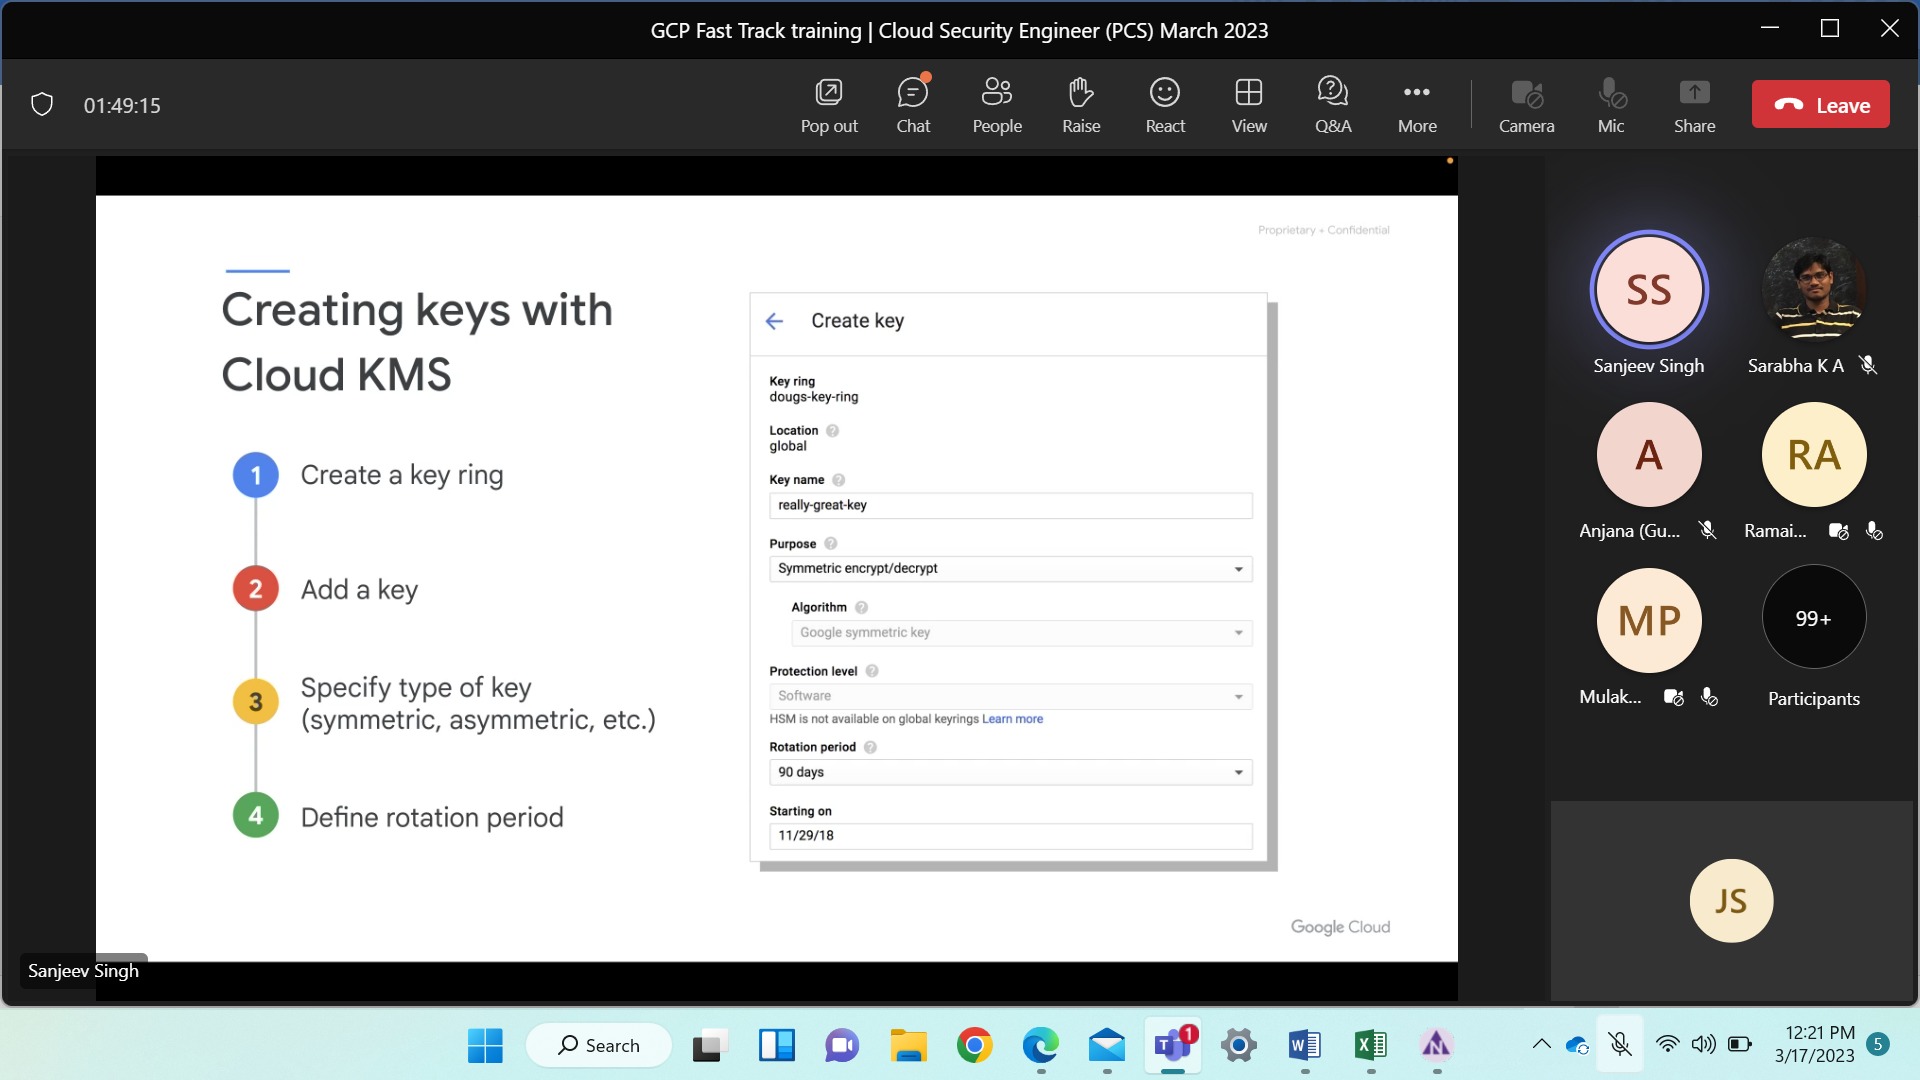 GCP Fast Track training | Cloud Security Engineer (PCS) March 2023
01:49:15
Pop out
Chat
People
Raise
React
View
Q&A
More
Camera
Mic
Share
Leave
Proprietary + Confidential
Creating keys with
Cloud KMS
1 Create a key ring
2 Add a key
3 Specify type of key
(symmetric, asymmetric, etc.)
4 Define rotation period
Create key
Key ring
dougs-key-ring
Location ?
global
Key name ?
really-great-key
Purpose ?
Symmetric encrypt/decrypt
Algorithm ?
Google symmetric key
Protection level ?
Software
HSM is not available on global keyrings Learn more
Rotation period ?
90 days
Starting on
11/29/18
Google Cloud
Sanjeev Singh
SS
Sanjeev Singh
Sarabha K A
A
Anjana (Gu...
RA
Ramai...
MP
Mulak...
99+
Participants
JS
Search
T
1
W
X
12:21 PM
3/17/2023
5